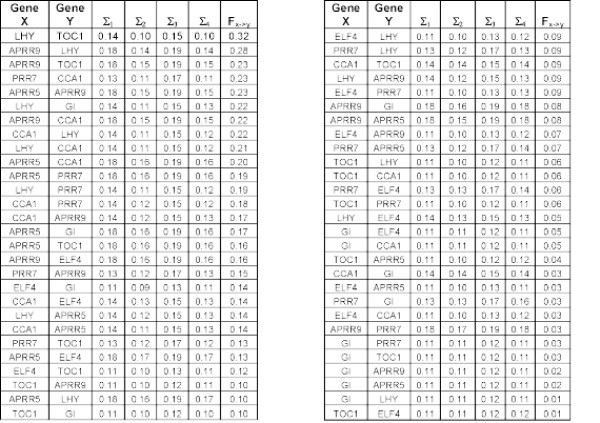 Gene X Gene Y Σ₁ Σ₂ Σ₃ Σ₄ Fₓ₋>ᵧ
LHY TOC1 0.14 0.10 0.15 0.10 0.32
APRR9 LHY 0.18 0.14 0.19 0.14 0.28
APRR9 TOC1 0.18 0.15 0.19 0.15 0.23
PRR7 CCA1 0.13 0.11 0.17 0.11 0.23
APRR5 APRR9 0.18 0.15 0.19 0.15 0.23
LHY GI 0.14 0.11 0.15 0.13 0.22
APRR9 CCA1 0.18 0.15 0.19 0.15 0.22
CCA1 LHY 0.14 0.11 0.15 0.12 0.22
LHY CCA1 0.14 0.11 0.15 0.12 0.21
APRR5 CCA1 0.18 0.16 0.19 0.16 0.20
APRR5 PRR7 0.18 0.16 0.19 0.16 0.19
LHY PRR7 0.14 0.11 0.15 0.12 0.19
CCA1 PRR7 0.14 0.12 0.15 0.12 0.18
CCA1 APRR9 0.14 0.12 0.15 0.13 0.17
APRR5 GI 0.18 0.16 0.19 0.16 0.17
APRR5 TOC1 0.18 0.16 0.19 0.16 0.16
APRR9 ELF4 0.18 0.16 0.19 0.16 0.16
PRR7 APRR9 0.13 0.12 0.17 0.13 0.15
ELF4 GI 0.11 0.09 0.13 0.11 0.14
CCA1 ELF4 0.14 0.13 0.15 0.13 0.14
LHY APRR5 0.14 0.12 0.15 0.13 0.14
CCA1 APRR5 0.14 0.11 0.15 0.13 0.14
PRR7 TOC1 0.13 0.12 0.17 0.12 0.13
APRR5 ELF4 0.18 0.17 0.19 0.17 0.13
ELF4 TOC1 0.11 0.10 0.13 0.11 0.12
TOC1 APRR9 0.11 0.10 0.12 0.11 0.10
APRR5 LHY 0.18 0.16 0.19 0.17 0.10
TOC1 GI 0.11 0.10 0.12 0.10 0.10
Gene X Gene Y Σ₁ Σ₂ Σ₃ Σ₄ Fₓ₋>ᵧ
ELF4 LHY 0.11 0.10 0.13 0.12 0.09
PRR7 LHY 0.13 0.12 0.17 0.13 0.09
CCA1 TOC1 0.14 0.14 0.15 0.14 0.09
LHY APRR9 0.14 0.12 0.15 0.13 0.09
ELF4 PRR7 0.11 0.10 0.13 0.13 0.09
APRR9 GI 0.18 0.16 0.19 0.18 0.08
APRR9 APRR5 0.18 0.15 0.19 0.18 0.08
ELF4 APRR9 0.11 0.10 0.13 0.12 0.07
PRR7 APRR5 0.13 0.12 0.17 0.14 0.07
TOC1 LHY 0.11 0.10 0.12 0.11 0.06
TOC1 CCA1 0.11 0.10 0.12 0.11 0.06
PRR7 ELF4 0.13 0.13 0.17 0.14 0.06
TOC1 PRR7 0.11 0.10 0.12 0.11 0.06
LHY ELF4 0.14 0.13 0.15 0.13 0.05
GI ELF4 0.11 0.11 0.12 0.11 0.05
GI CCA1 0.11 0.11 0.12 0.11 0.05
TOC1 APRR5 0.11 0.10 0.12 0.12 0.04
CCA1 GI 0.14 0.14 0.15 0.14 0.03
ELF4 APRR5 0.11 0.10 0.13 0.11 0.03
PRR7 GI 0.13 0.13 0.17 0.16 0.03
ELF4 CCA1 0.11 0.10 0.13 0.12 0.03
APRR9 PRR7 0.18 0.17 0.19 0.18 0.03
GI PRR7 0.11 0.11 0.12 0.11 0.03
GI TOC1 0.11 0.11 0.12 0.11 0.03
GI APRR9 0.11 0.11 0.12 0.11 0.02
GI APRR5 0.11 0.11 0.12 0.11 0.02
GI LHY 0.11 0.11 0.12 0.11 0.01
TOC1 ELF4 0.11 0.11 0.12 0.12 0.01